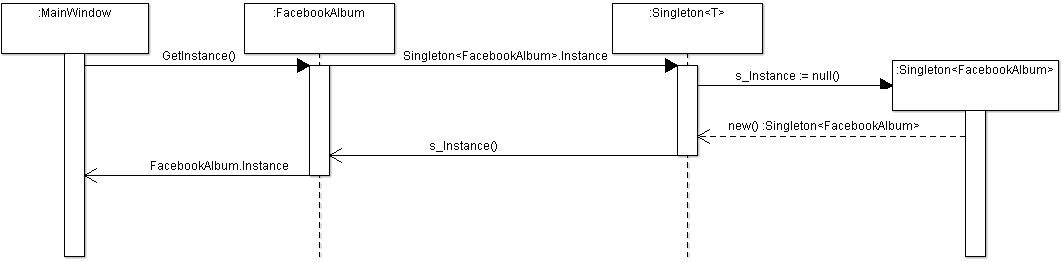 :MainWindow
:FacebookAlbum
:Singleton<T>
GetInstance()
Singleton<FacebookAlbum>.Instance
:Singleton<FacebookAlbum>
s_Instance := null()
new() :Singleton<FacebookAlbum>
s_Instance()
FacebookAlbum.Instance